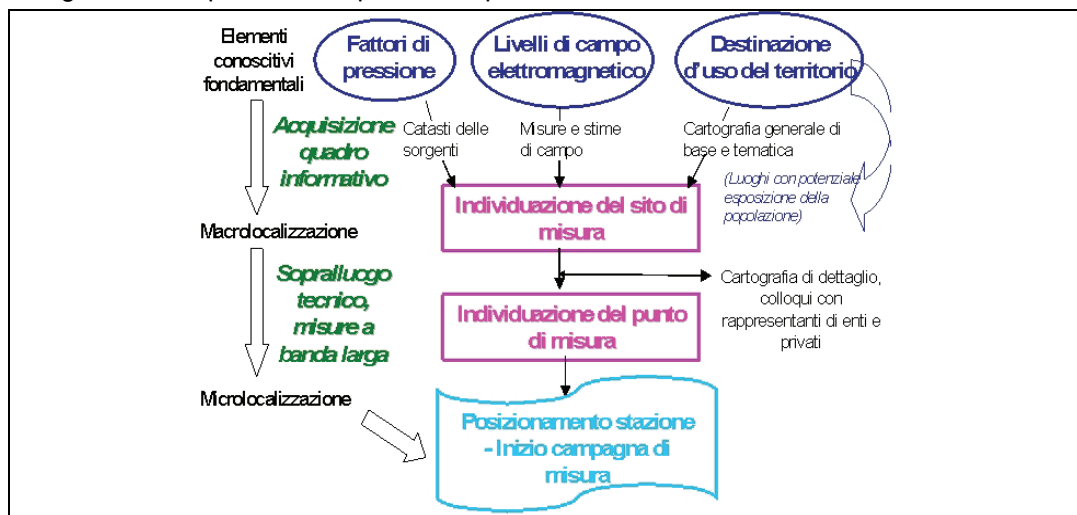 Elementi
conoscitivi
fondamentali
Fattori di
pressione
Livelli di campo
elettromagnetico
Destinazione
d'uso del territorio
Acquisizione
quadro
informativo
Catasti delle
sorgenti
Misure e stime
di campo
Cartografia generale di
base e tematica
(Luoghi con potenziale
esposizione della
popolazione)
Individuazione del sito di
misura
Macrolocalizzazione
Sopralluogo
tecnico,
misure a
banda larga
Cartografia di dettaglio,
colloqui con
rappresentanti di enti e
privati
Individuazione del punto
di misura
Microlocalizzazione
Posizionamento stazione
- Inizio campagna di
misura